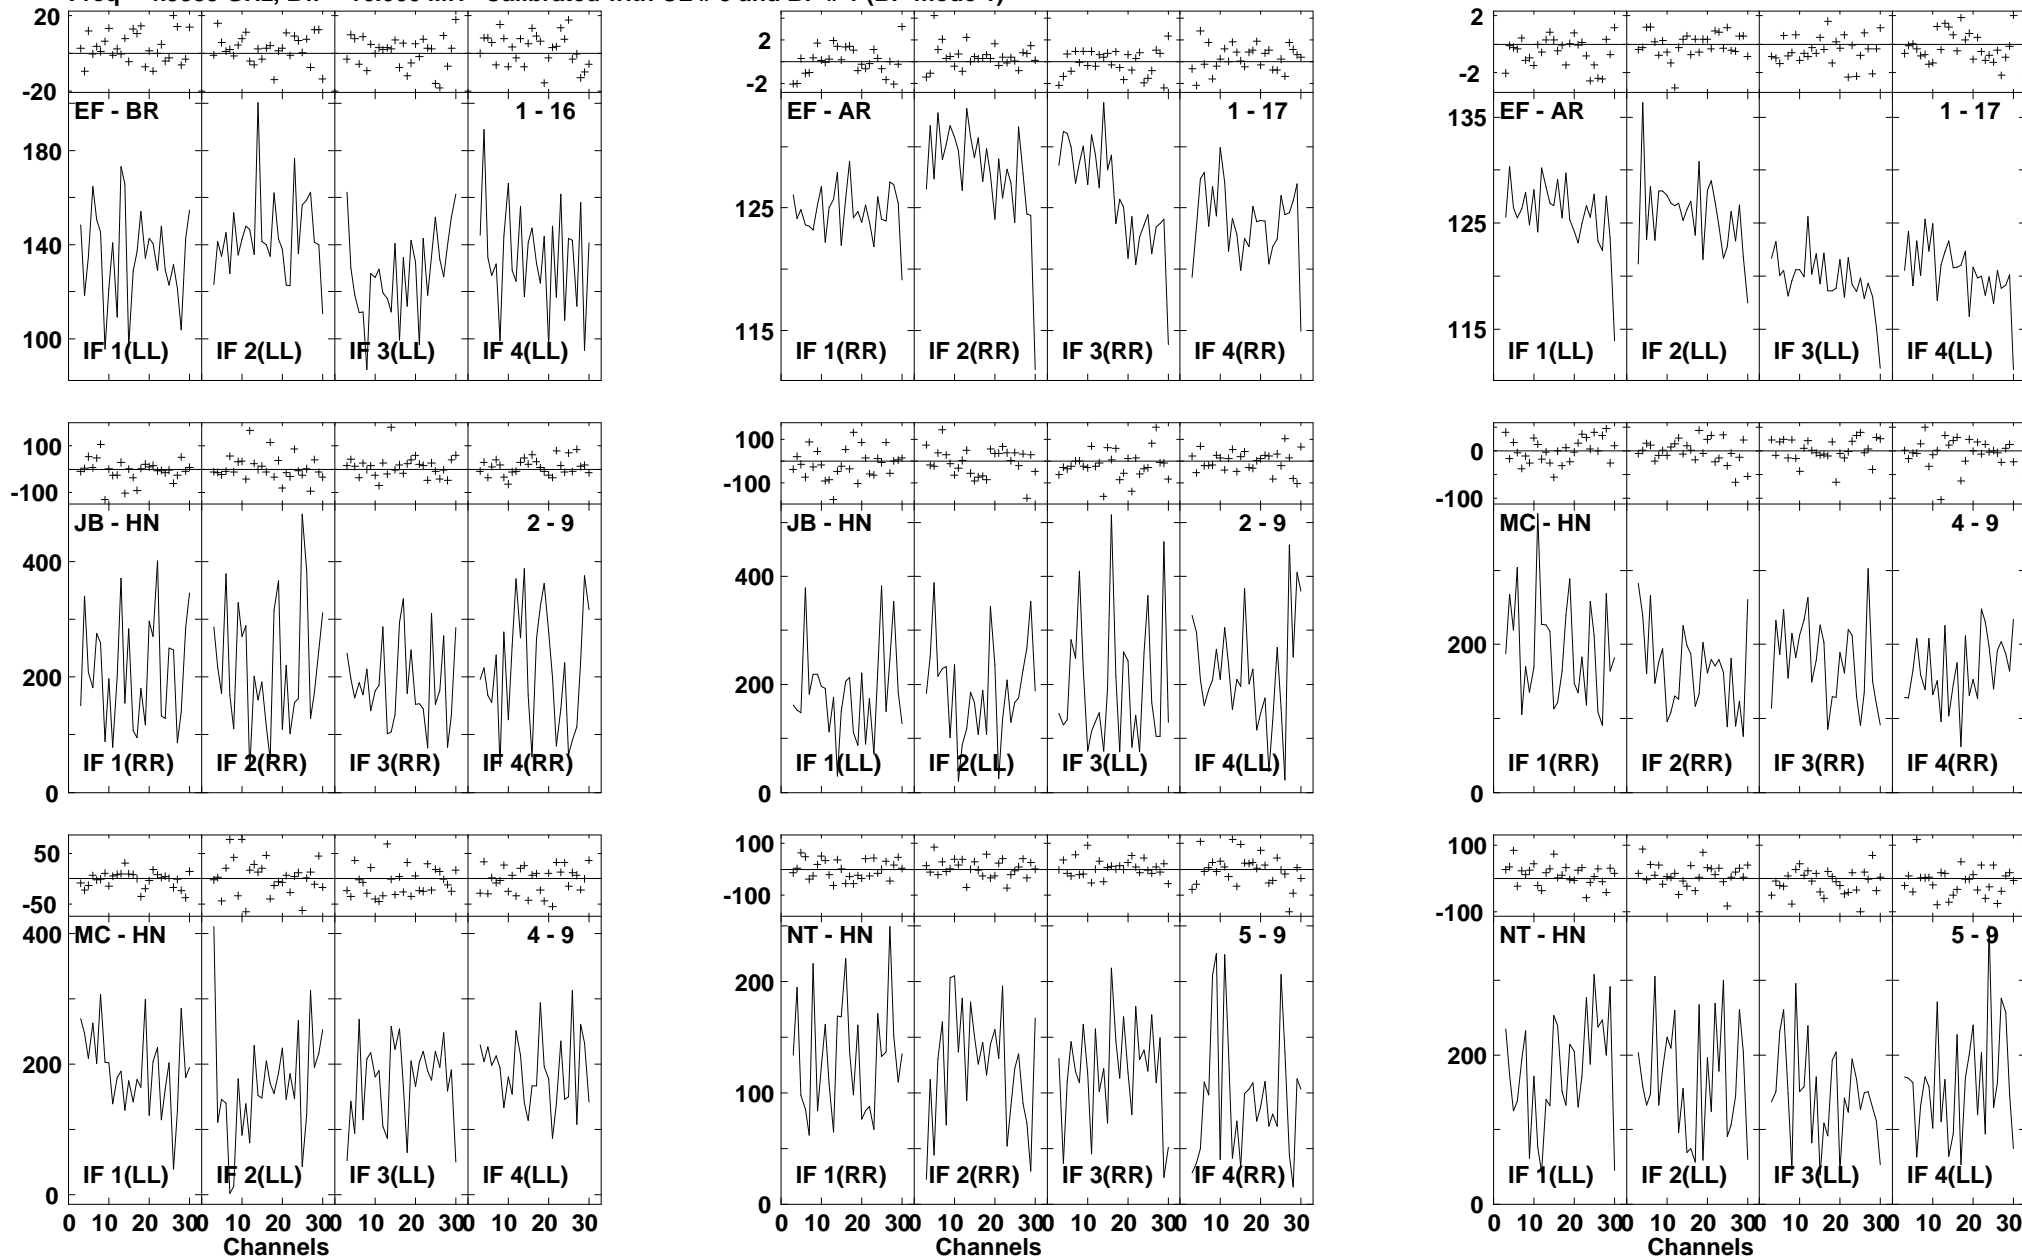 20
-20
EF - BR
1 - 16
180
140
100
IF 1(LL)
IF 2(LL)
IF 3(LL)
IF 4(LL)
2
-2
EF - AR
1 - 17
125
115
IF 1(RR)
IF 2(RR)
IF 3(RR)
IF 4(RR)
2
-2
EF - AR
1 - 17
135
125
115
IF 1(LL)
IF 2(LL)
IF 3(LL)
IF 4(LL)
100
-100
JB - HN
2 - 9
400
200
0
IF 1(RR)
IF 2(RR)
IF 3(RR)
IF 4(RR)
100
-100
JB - HN
2 - 9
400
200
0
IF 1(LL)
IF 2(LL)
IF 3(LL)
IF 4(LL)
0
-100
MC - HN
4 - 9
200
0
IF 1(RR)
IF 2(RR)
IF 3(RR)
IF 4(RR)
50
-50
MC - HN
4 - 9
400
200
0
IF 1(LL)
IF 2(LL)
IF 3(LL)
IF 4(LL)
0 10 20 30 0 10 20 30 0 10 20 30 0 10 20
Channels
100
-100
NT - HN
5 - 9
200
100
0
IF 1(RR)
IF 2(RR)
IF 3(RR)
IF 4(RR)
0 10 20 30 0 10 20 30 0 10 20 30 0 10 20
Channels
100
-100
NT - HN
5 - 9
200
0
IF 1(LL)
IF 2(LL)
IF 3(LL)
IF 4(LL)
0 10 20 30 0 10 20 30 0 10 20 30 0 10 20
Channels